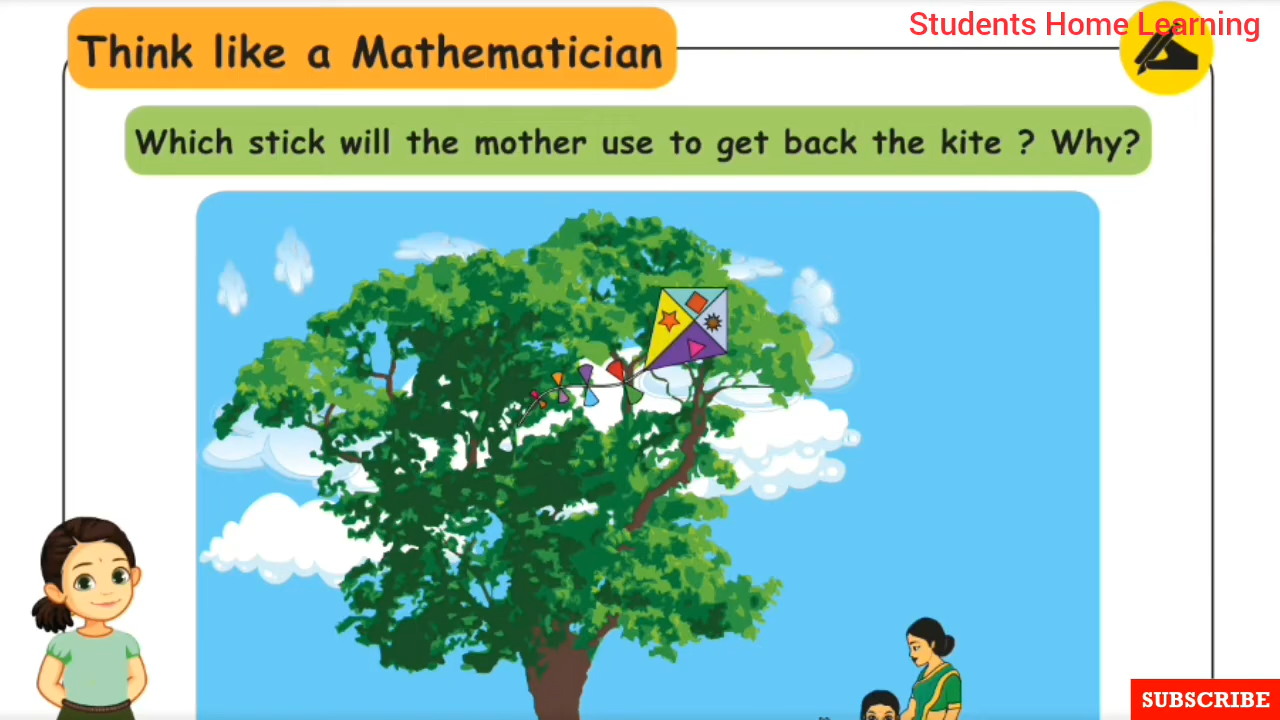 Students Home Learning
Think like a Mathematician
Which stick will the mother use to get back the kite ? Why?
SUBSCRIBE